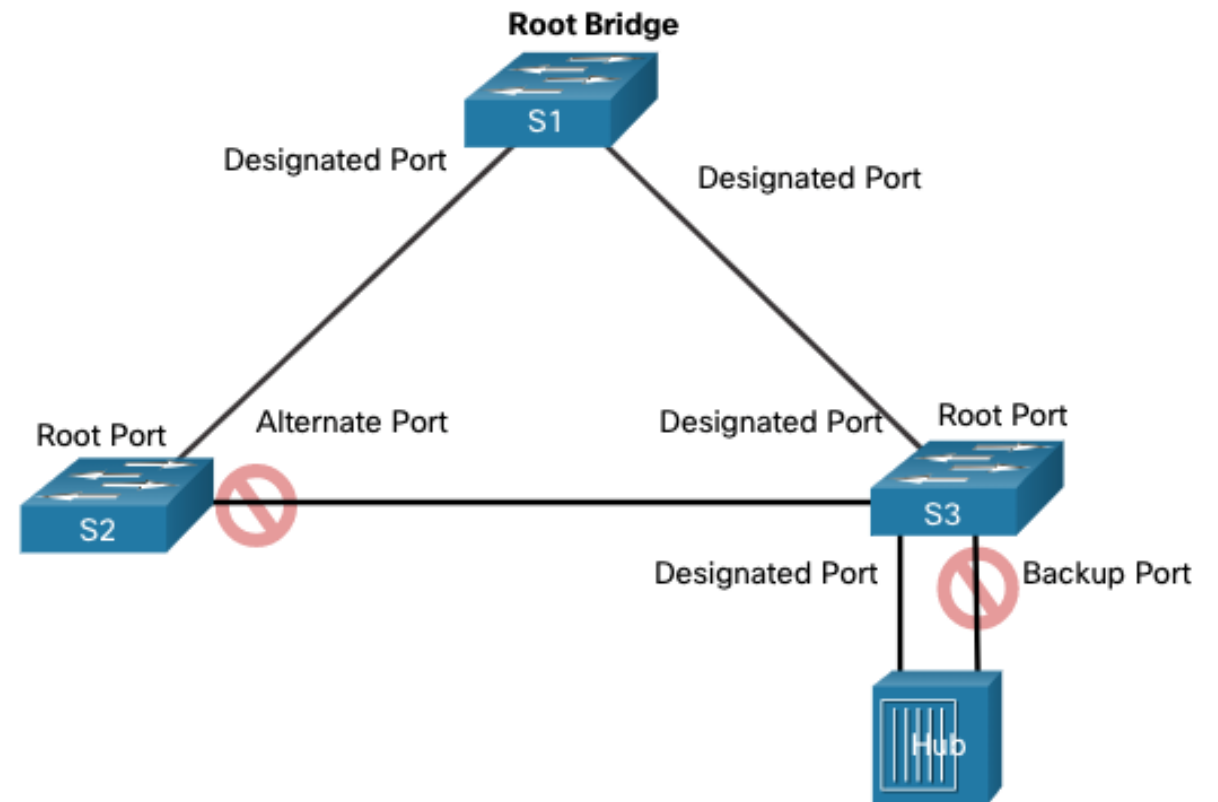 Root Bridge
S1
Designated Port
Designated Port
Root Port
Alternate Port
Designated Port
Root Port
S2
S3
Designated Port
Backup Port
Hub